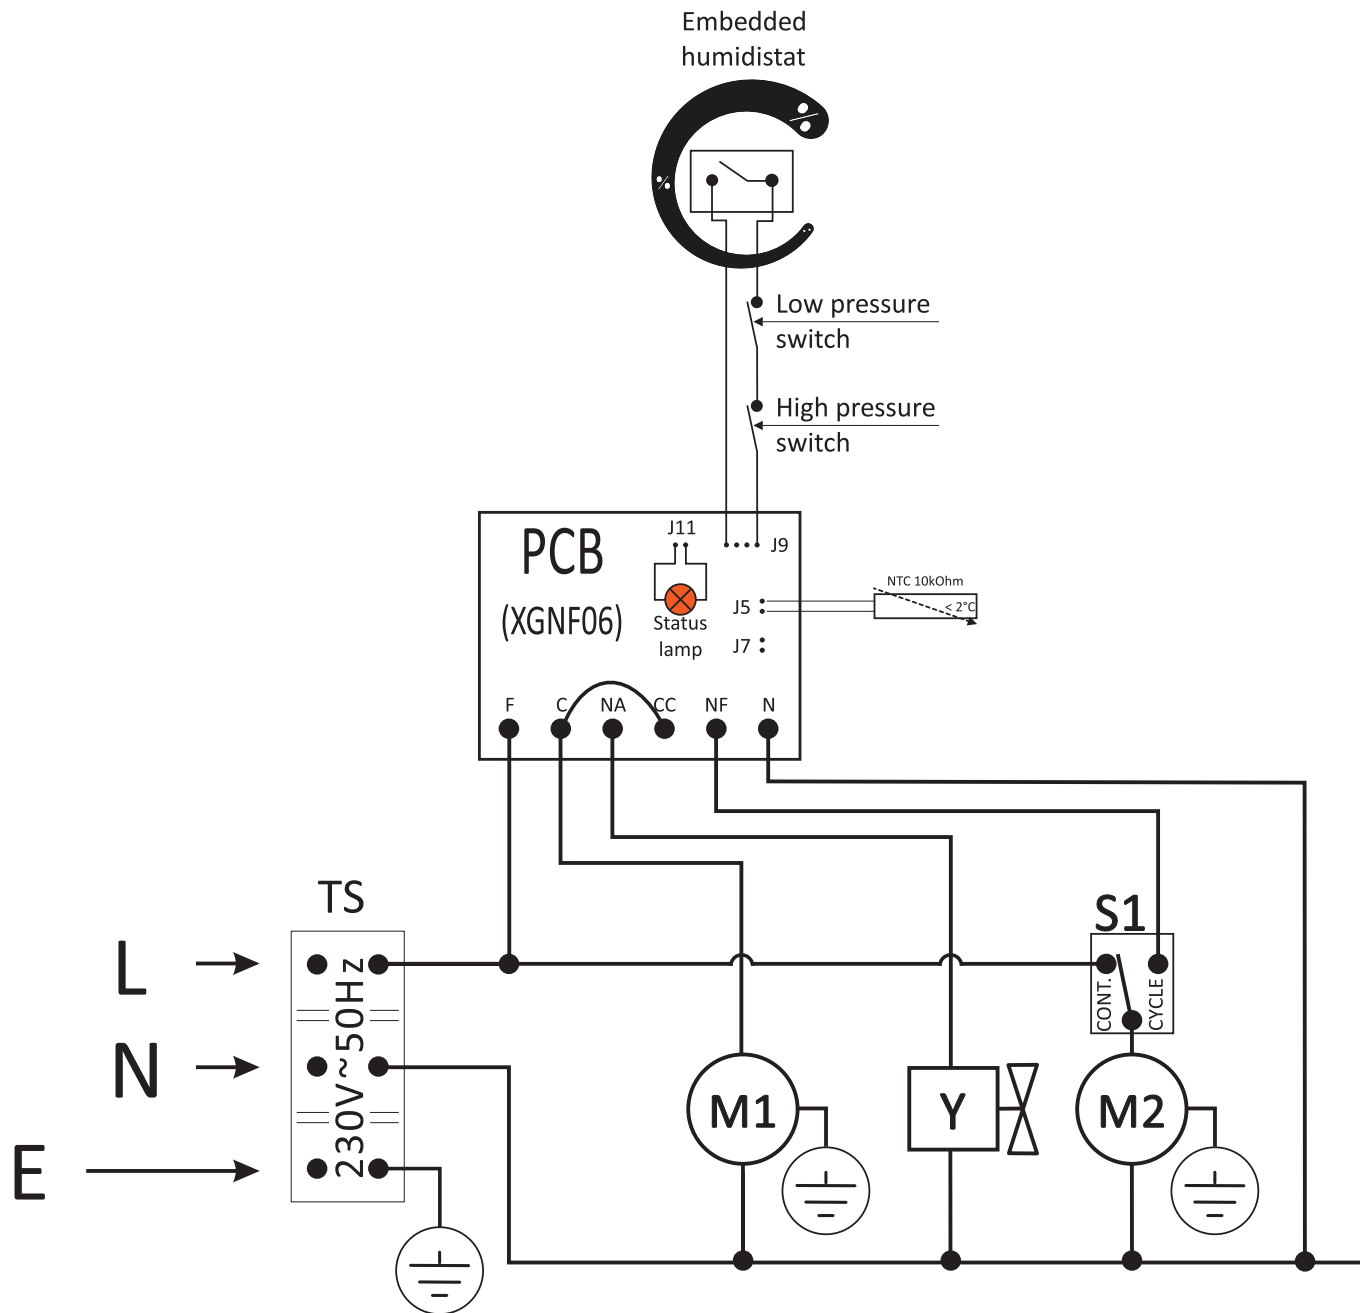 Embedded
humidistat
%
%
%
Low pressure
switch
High pressure
switch
PCB
(XGNF06)
J11
J9
Status
lamp
J5
J7
NTC 10kOhm
< 2°C
F C NA CC NF N
TS
L
N
E
230V~50Hz
S1
CONT.
CYCLE
M1
Y
M2